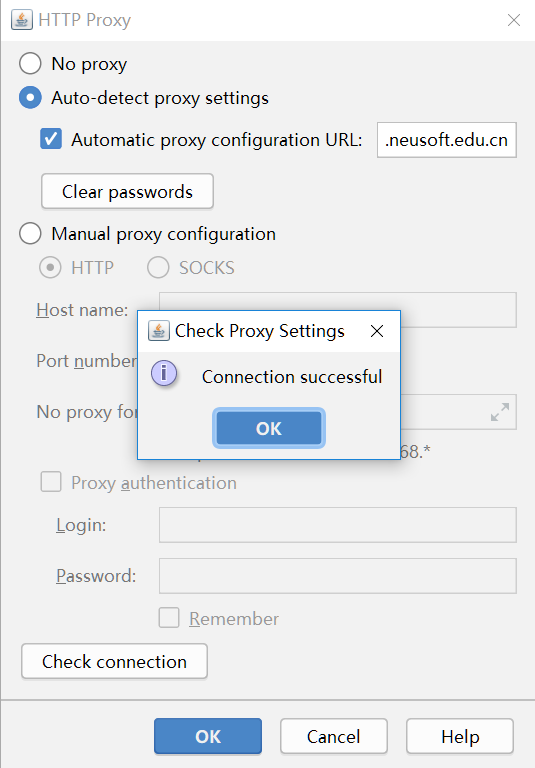 HTTP Proxy
No proxy
Auto-detect proxy settings
Automatic proxy configuration URL: .neusoft.edu.cn
Clear passwords
Manual proxy configuration
HTTP SOCKS
Host name:
Check Proxy Settings
Port number
Connection successful
No proxy for
OK
68.*
Proxy authentication
Login:
Password:
Remember
Check connection
OK Cancel Help